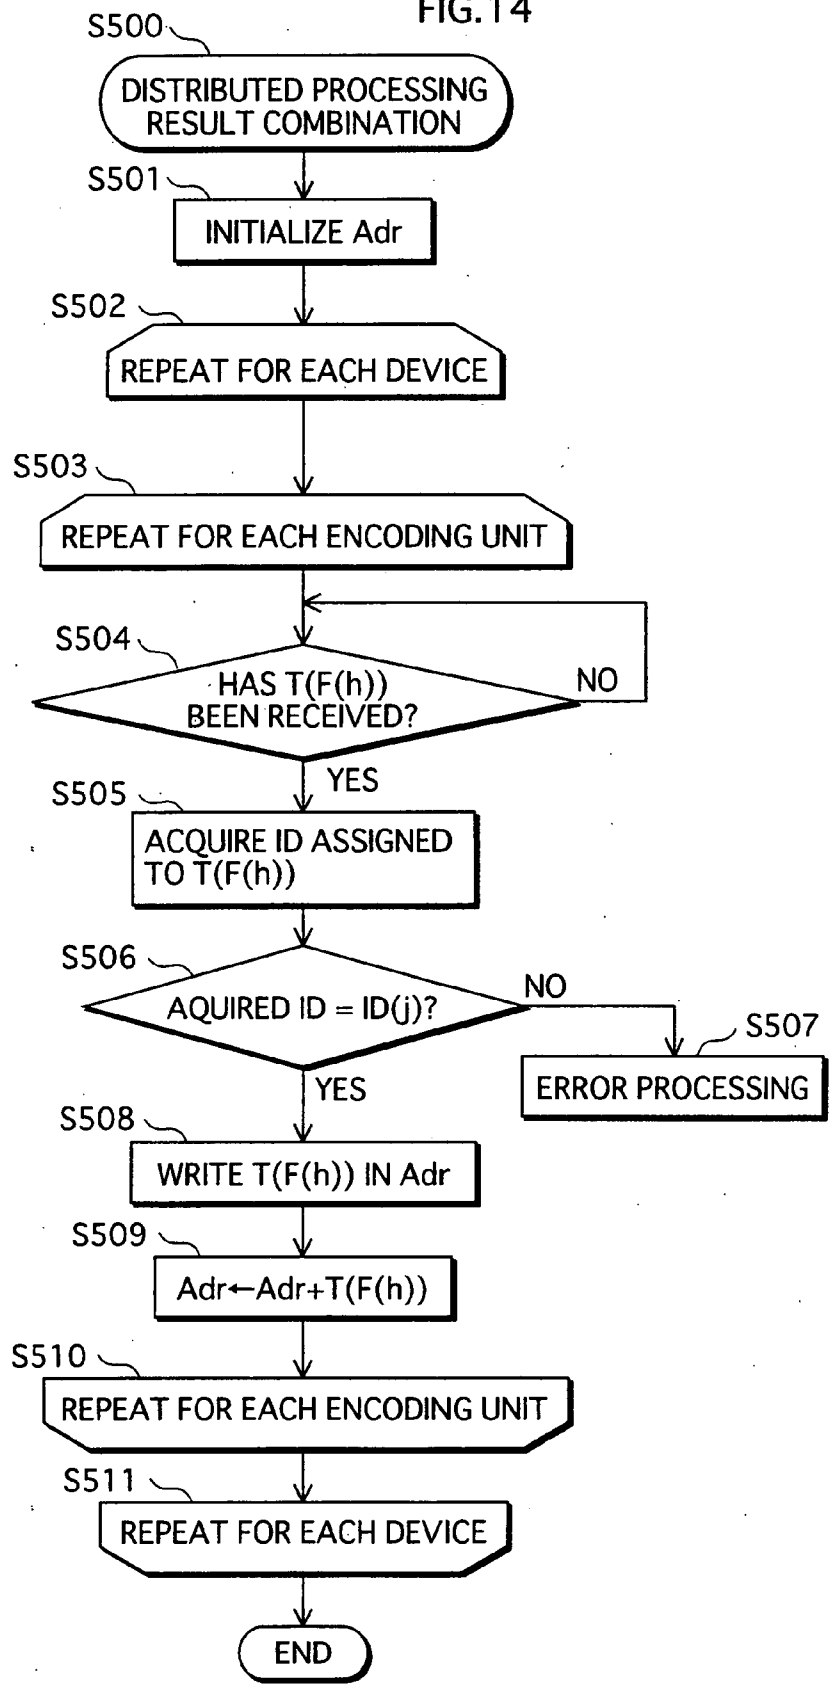 FIG.14
S500
DISTRIBUTED PROCESSING
RESULT COMBINATION
S501
INITIALIZE Adr
S502
REPEAT FOR EACH DEVICE
S503
REPEAT FOR EACH ENCODING UNIT
S504
HAS T(F(h))
BEEN RECEIVED?
NO
YES
S505
ACQUIRE ID ASSIGNED
TO T(F(h))
S506
AQUIRED ID = ID(j)?
NO
S507
ERROR PROCESSING
YES
S508
WRITE T(F(h)) IN Adr
S509
Adr←Adr+T(F(h))
S510
REPEAT FOR EACH ENCODING UNIT
S511
REPEAT FOR EACH DEVICE
END